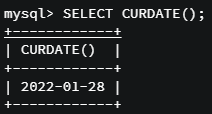 mysql> SELECT CURDATE();
+------------+
| CURDATE()  |
+------------+
| 2022-01-28 |
+------------+